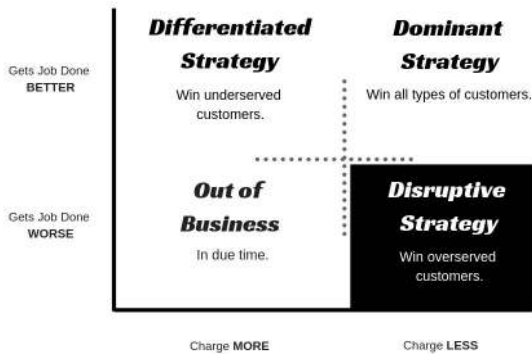 Differentiated
Strategy
Win underserved
customers.
Dominant
Strategy
Win all types of customers.
Gets Job Done
BETTER
Out of
Business
In due time.
Disruptive
Strategy
Win overserved
customers.
Gets Job Done
WORSE
Charge MORE
Charge LESS